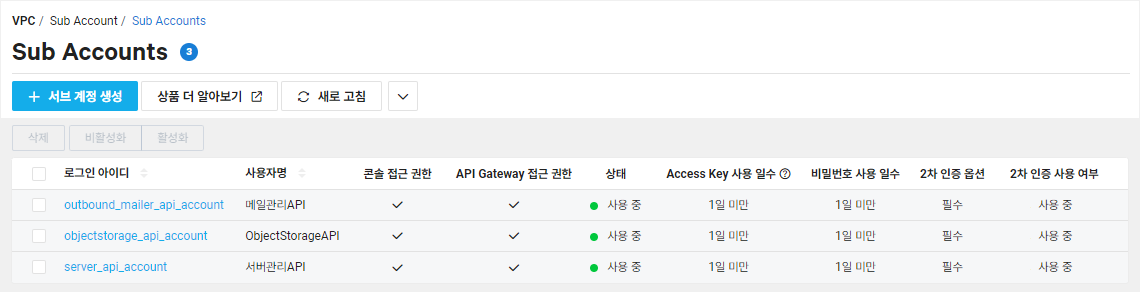 VPC / Sub Account / Sub Accounts
Sub Accounts 3
+ 서브 계정 생성 상품 더 알아보기 새로 고침
삭제 비활성화 활성화
로그인 아이디 사용자명 콘솔 접근 권한 API Gateway 접근 권한 상태 Access Key 사용 일수 ? 비밀번호 사용 일수 2차 인증 옵션 2차 인증 사용 여부
outbound_mailer_api_account 메일관리API 사용 중 1일 미만 1일 미만 필수 사용 중
objectstorage_api_account ObjectStorageAPI 사용 중 1일 미만 1일 미만 필수 사용 중
server_api_account 서버관리API 사용 중 1일 미만 1일 미만 필수 사용 중